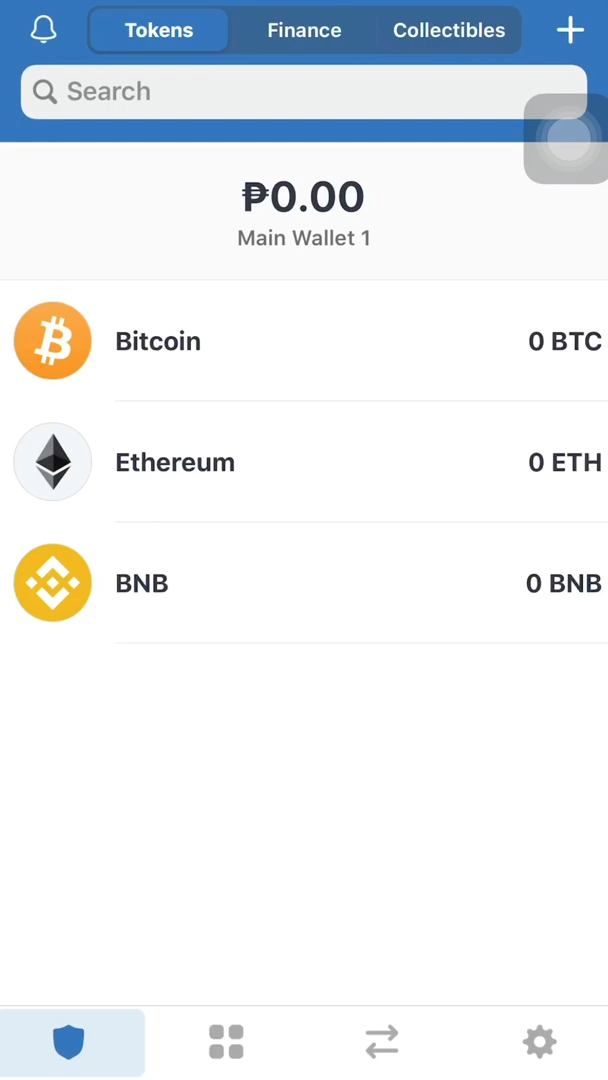 Tokens Finance Collectibles
Search
₱0.00
Main Wallet 1
Bitcoin 0 BTC
Ethereum 0 ETH
BNB 0 BNB